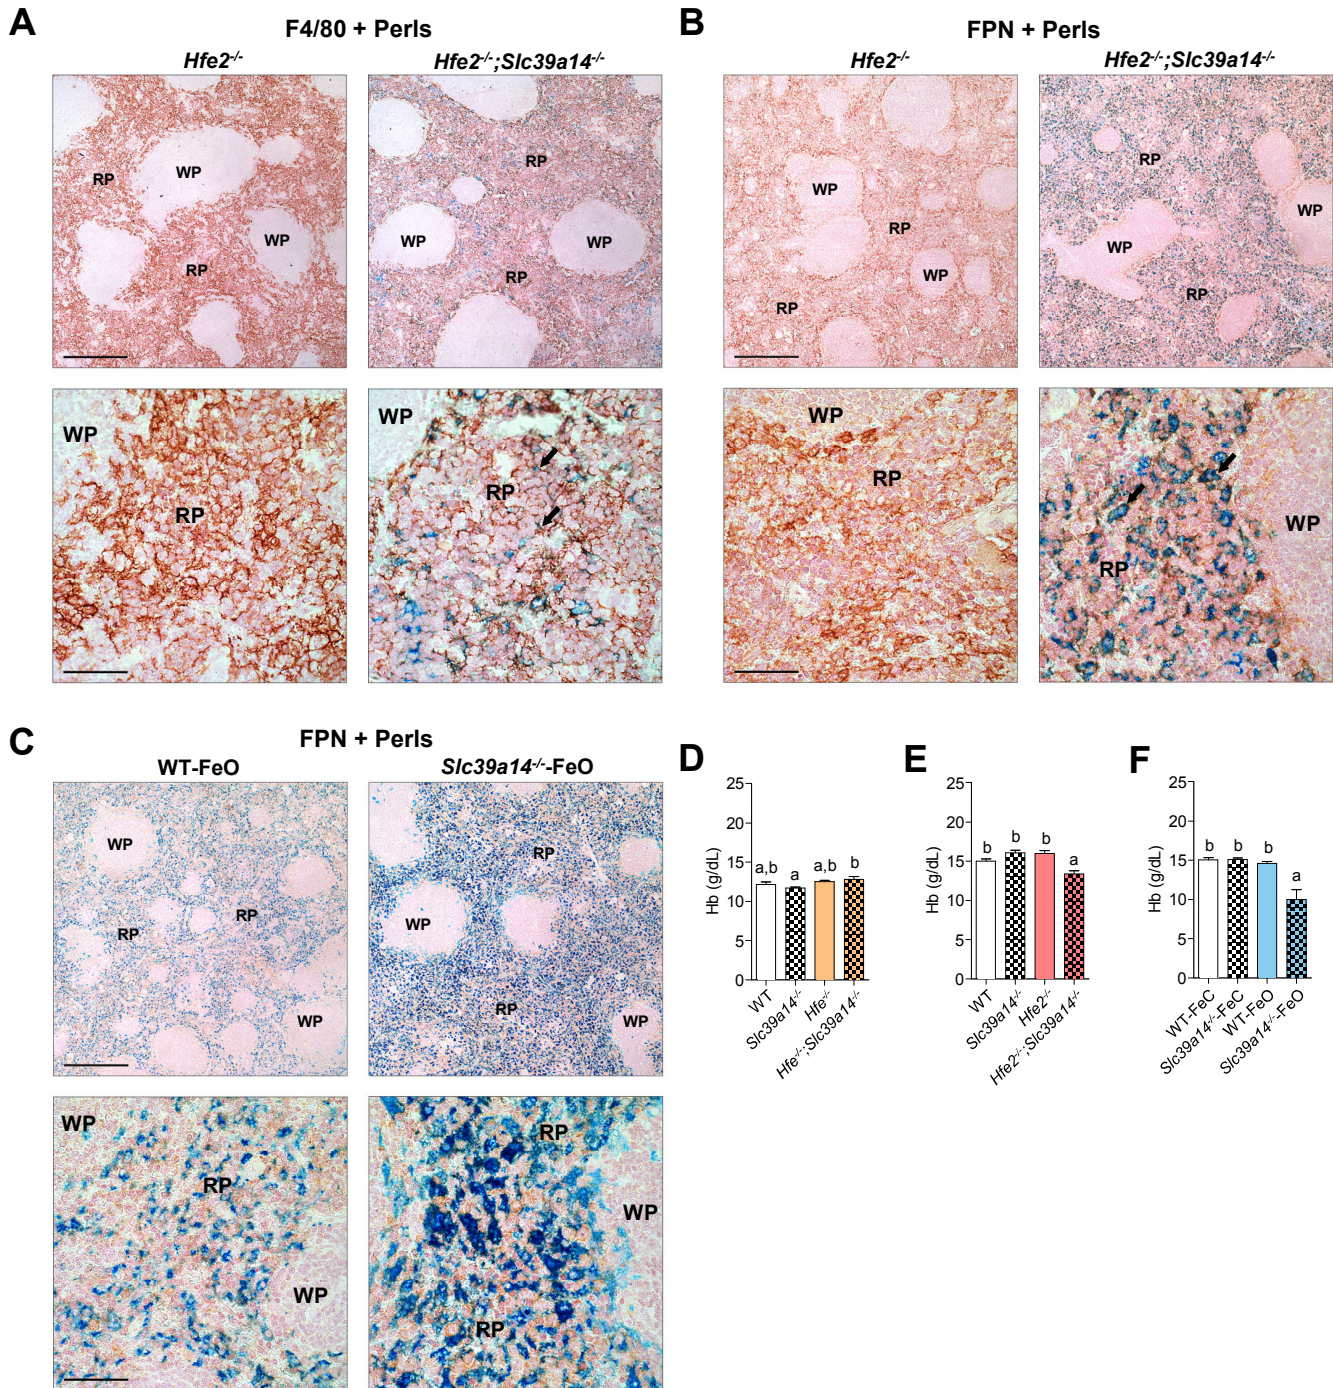 A
F4/80 + Perls
Hfe2-/-
Hfe2-/-;Slc39a14-/-
RP
WP
WP
RP
RP
WP
WP
RP
WP
RP
WP
RP
B
FPN + Perls
Hfe2-/-
Hfe2-/-;Slc39a14-/-
WP
RP
WP
RP
RP
WP
WP
RP
WP
RP
WP
RP
C
FPN + Perls
WT-FeO
Slc39a14-/--FeO
WP
RP
RP
WP
RP
WP
RP
WP
WP
RP
WP
RP
WP
RP
D
Hb (g/dL)
25
20
15
10
5
0
a,b
a
a,b
b
WT
Slc39a14-/-
Hfe-/-
Hfe-/-;Slc39a14-/-
E
Hb (g/dL)
25
20
15
10
5
0
b
b
b
a
WT
Slc39a14-/-
Hfe2-/-
Hfe2-/-;Slc39a14-/-
F
Hb (g/dL)
25
20
15
10
5
0
b
b
b
a
WT-FeC
Slc39a14-/--FeC
WT-FeO
Slc39a14-/--FeO